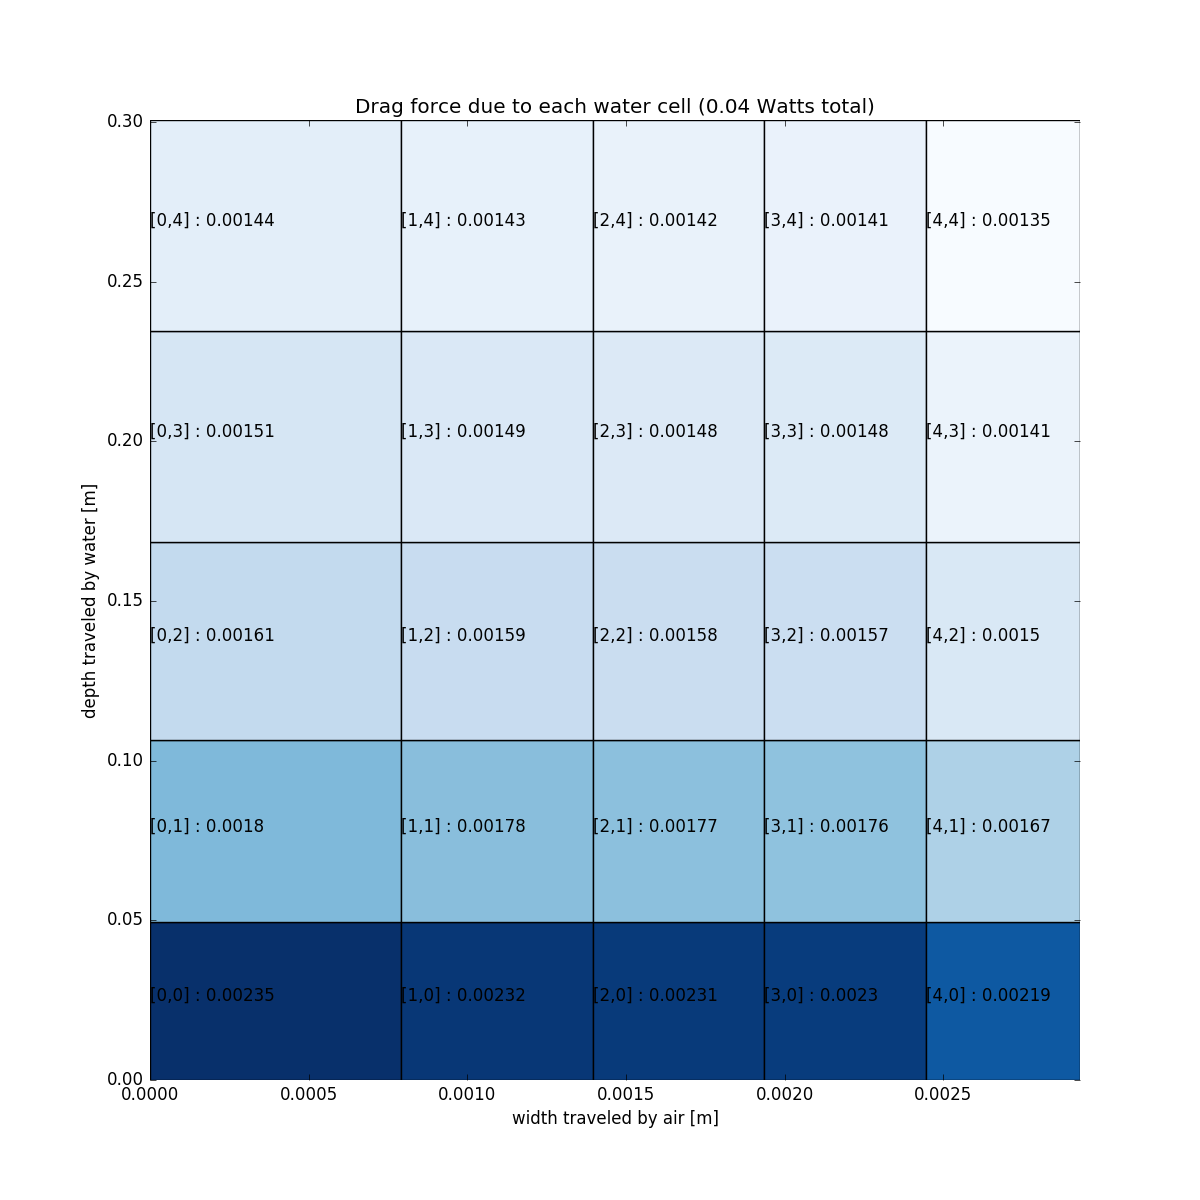 Drag force due to each water cell (0.04 Watts total)
0.30
[0,4] : 0.00144 [1,4] : 0.00143 [2,4] : 0.00142 [3,4] : 0.00141 [4,4] : 0.00135
0.25
0.20
[0,3] : 0.00151 [1,3] : 0.00149 [2,3] : 0.00148 [3,3] : 0.00148 [4,3] : 0.00141
depth traveled by water [m]
0.15
[0,2] : 0.00161 [1,2] : 0.00159 [2,2] : 0.00158 [3,2] : 0.00157 [4,2] : 0.0015
0.10
[0,1] : 0.0018 [1,1] : 0.00178 [2,1] : 0.00177 [3,1] : 0.00176 [4,1] : 0.00167
0.05
[0,0] : 0.00235 [1,0] : 0.00232 [2,0] : 0.00231 [3,0] : 0.0023 [4,0] : 0.00219
0.00
0.0000 0.0005 0.0010 0.0015 0.0020 0.0025
width traveled by air [m]